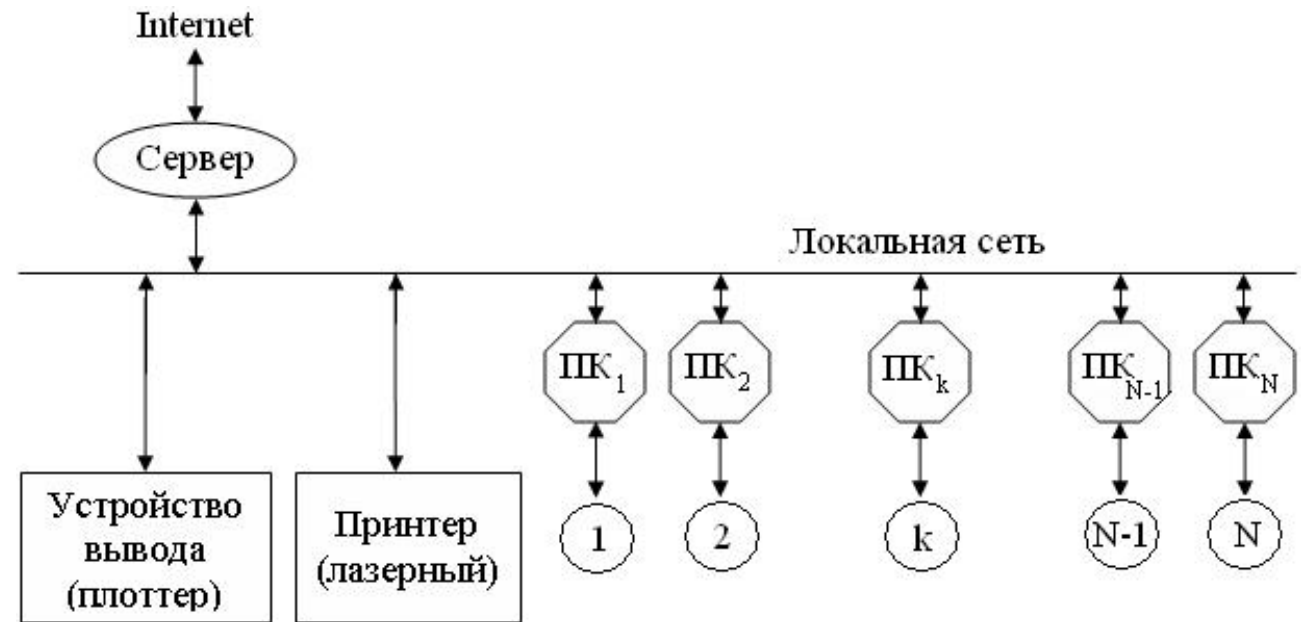 Internet
Сервер
Локальная сеть
ПК1 ПК2 ПКk ПКN-1 ПКN
Устройство
вывода
(плоттер)
Принтер
(лазерный)
1 2 k N-1 N